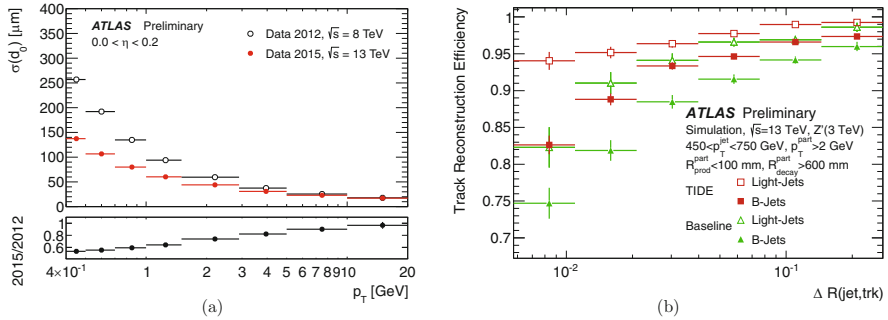 σ(d₀) [μm]
400
350
300
250
200
150
100
50
0
ATLAS Preliminary
0.0 < η < 0.2
Data 2012, √s = 8 TeV
Data 2015, √s = 13 TeV
2015/2012
1
0.8
0.6
4×10⁻¹ 1 2 3 4 5 6 7 8 910 20
p_T [GeV]
(a)
Track Reconstruction Efficiency
1
0.95
0.9
0.85
0.8
0.75
0.7
ATLAS Preliminary
Simulation, √s=13 TeV, Z'(3 TeV)
450<p_T^jet<750 GeV, p_T^part>2 GeV
R_prod^part<100 mm, R_decay^part>600 mm
TIDE
Light-Jets
B-Jets
Baseline
Light-Jets
B-Jets
10⁻² 10⁻¹
Δ R(jet,trk)
(b)